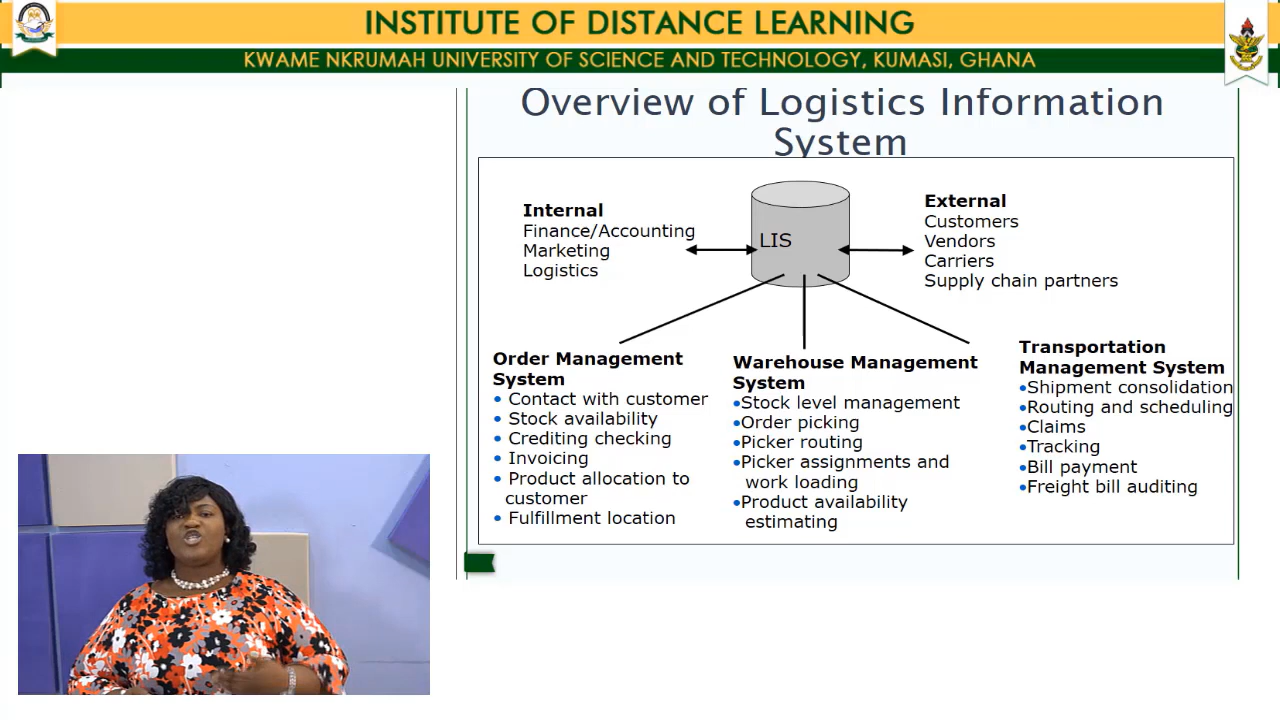 INSTITUTE OF DISTANCE LEARNING
KWAME NKRUMAH UNIVERSITY OF SCIENCE AND TECHNOLOGY, KUMASI, GHANA
Overview of Logistics Information
System
Internal
Finance/Accounting
Marketing
Logistics
LIS
External
Customers
Vendors
Carriers
Supply chain partners
Order Management
System
• Contact with customer
• Stock availability
• Crediting checking
• Invoicing
• Product allocation to
customer
• Fulfillment location
Warehouse Management
System
•Stock level management
•Order picking
•Picker routing
•Picker assignments and
work loading
•Product availability
estimating
Transportation
Management System
•Shipment consolidation
•Routing and scheduling
•Claims
•Tracking
•Bill payment
•Freight bill auditing